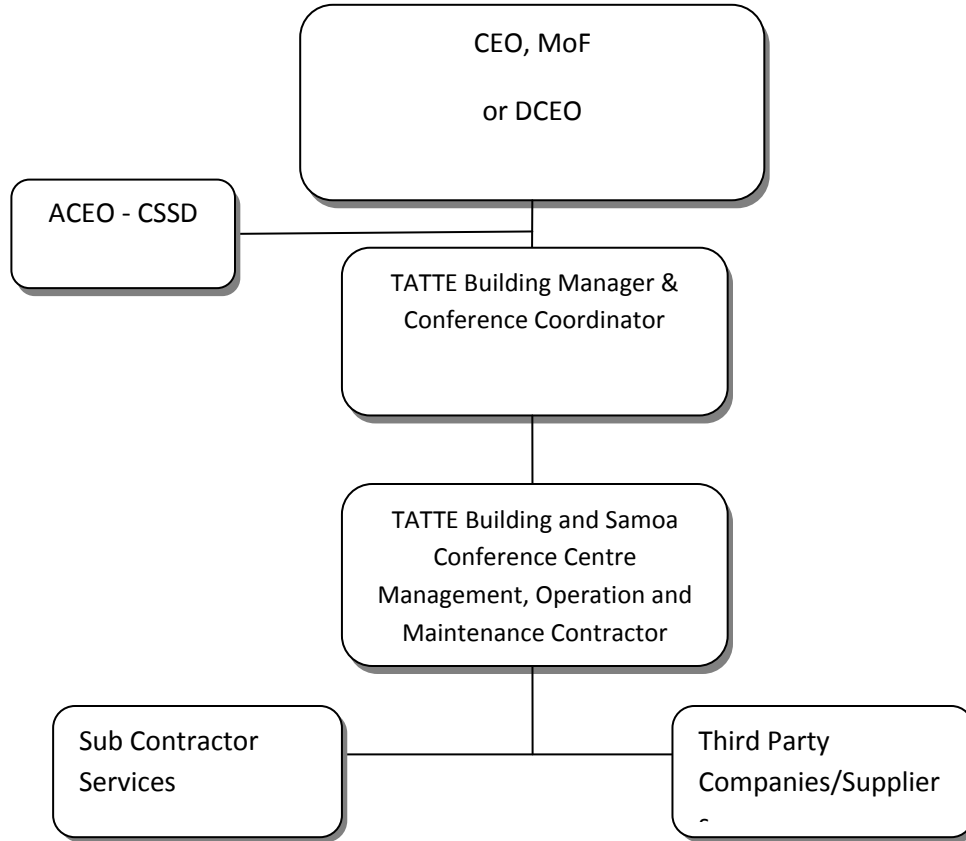 CEO, MoF
or DCEO
ACEO - CSSD
TATTE Building Manager &
Conference Coordinator
TATTE Building and Samoa
Conference Centre
Management, Operation and
Maintenance Contractor
Sub Contractor
Services
Third Party
Companies/Supplier
s